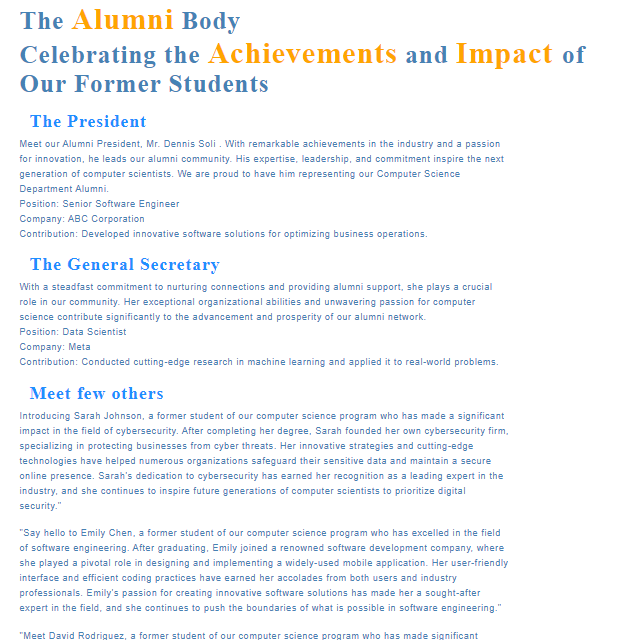 The Alumni Body
Celebrating the Achievements and Impact of
Our Former Students
The President
Meet our Alumni President, Mr. Dennis Soli . With remarkable achievements in the industry and a passion
for innovation, he leads our alumni community. His expertise, leadership, and commitment inspire the next
generation of computer scientists. We are proud to have him representing our Computer Science
Department Alumni.
Position: Senior Software Engineer
Company: ABC Corporation
Contribution: Developed innovative software solutions for optimizing business operations.
The General Secretary
With a steadfast commitment to nurturing connections and providing alumni support, she plays a crucial
role in our community. Her exceptional organizational abilities and unwavering passion for computer
science contribute significantly to the advancement and prosperity of our alumni network.
Position: Data Scientist
Company: Meta
Contribution: Conducted cutting-edge research in machine learning and applied it to real-world problems.
Meet few others
Introducing Sarah Johnson, a former student of our computer science program who has made a significant
impact in the field of cybersecurity. After completing her degree, Sarah founded her own cybersecurity firm,
specializing in protecting businesses from cyber threats. Her innovative strategies and cutting-edge
technologies have helped numerous organizations safeguard their sensitive data and maintain a secure
online presence. Sarah's dedication to cybersecurity has earned her recognition as a leading expert in the
industry, and she continues to inspire future generations of computer scientists to prioritize digital
security."
"Say hello to Emily Chen, a former student of our computer science program who has excelled in the field
of software engineering. After graduating, Emily joined a renowned software development company, where
she played a pivotal role in designing and implementing a widely-used mobile application. Her user-friendly
interface and efficient coding practices have earned her accolades from both users and industry
professionals. Emily's passion for creating innovative software solutions has made her a sought-after
expert in the field, and she continues to push the boundaries of what is possible in software engineering."
"Meet David Rodriguez, a former student of our computer science program who has made significant